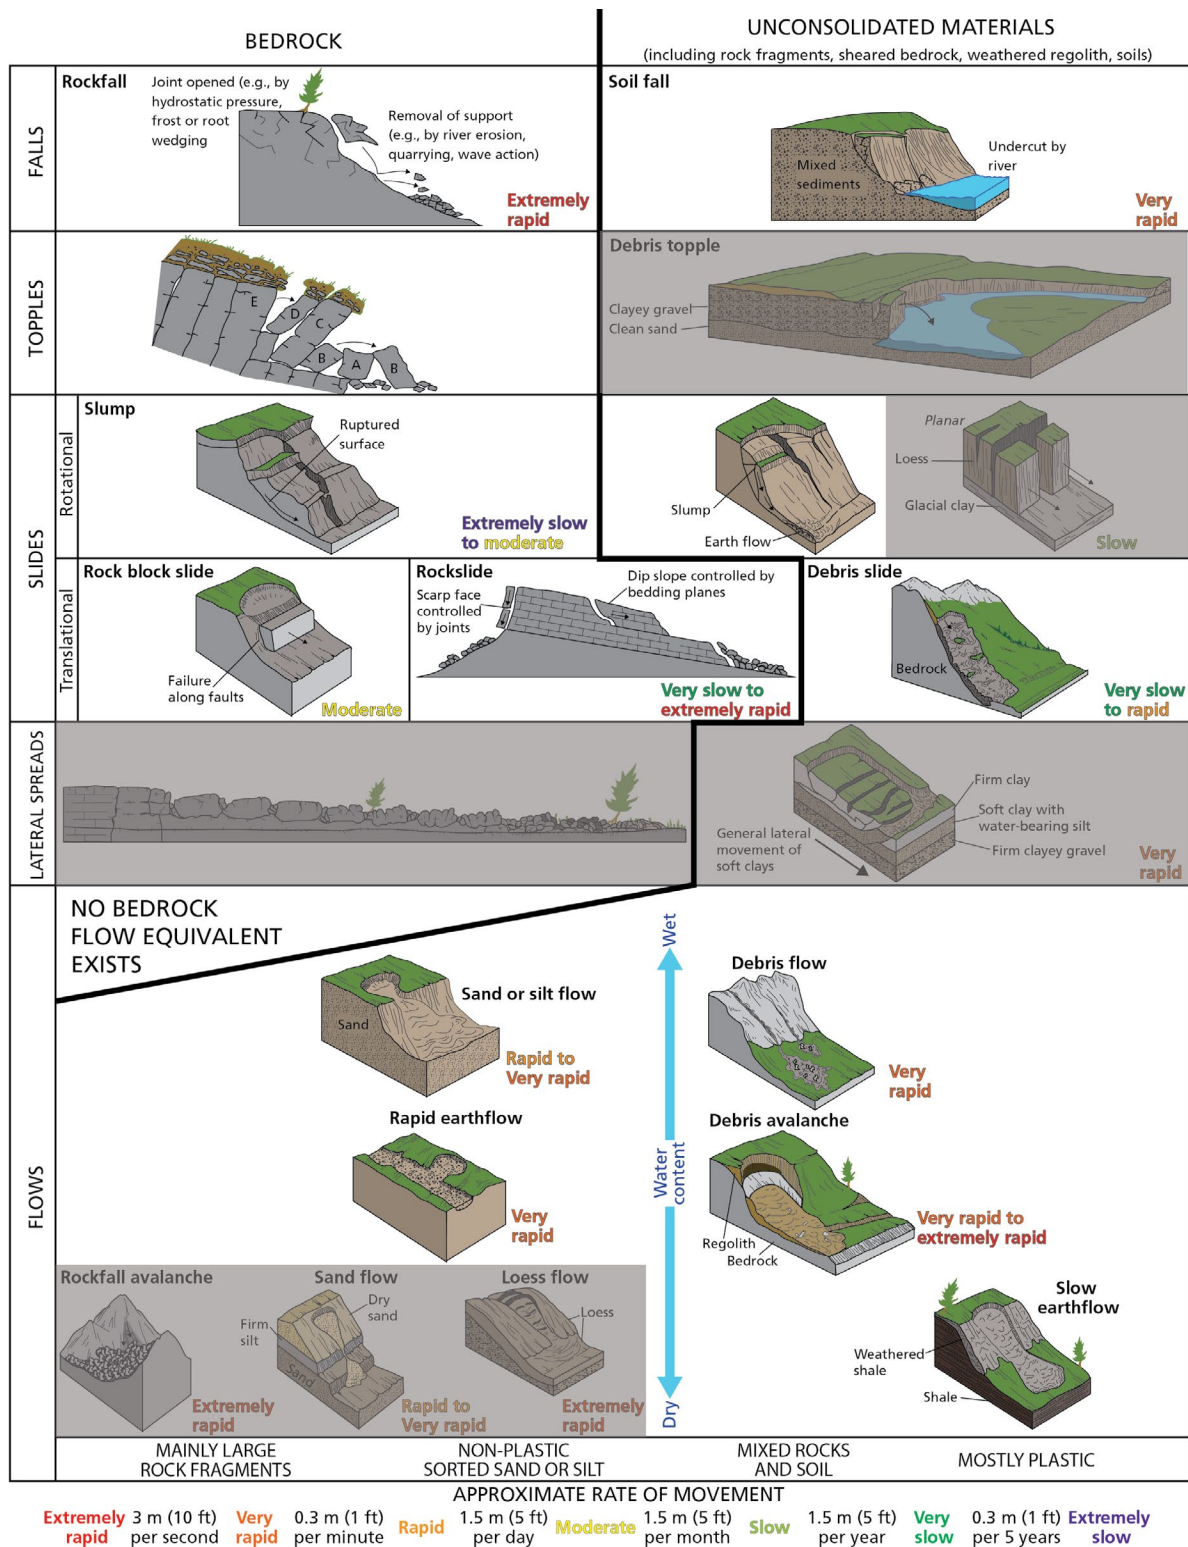 BEDROCK
UNCONSOLIDATED MATERIALS
(including rock fragments, sheared bedrock, weathered regolith, soils)
FALLS
Rockfall
Joint opened (e.g., by
hydrostatic pressure,
frost or root
wedging
Removal of support
(e.g., by river erosion,
quarrying, wave action)
Extremely
rapid
Soil fall
Mixed
sediments
Undercut by
river
Very
rapid
TOPPLES
E
D
C
B
A
B
Debris topple
Clayey gravel
Clean sand
SLIDES
Rotational
Slump
Ruptured
surface
Extremely slow
to moderate
Slump
Earth flow
Planar
Loess
Glacial clay
Slow
Translational
Rock block slide
Failure
along faults
Moderate
Rockslide
Scarp face
controlled
by joints
Dip slope controlled by
bedding planes
Very slow to
extremely rapid
Debris slide
Bedrock
Very slow
to rapid
LATERAL SPREADS
General lateral
movement of
soft clays
Firm clay
Soft clay with
water-bearing silt
Firm clayey gravel
Very
rapid
FLOWS
NO BEDROCK
FLOW EQUIVALENT
EXISTS
Sand or silt flow
Sand
Rapid to
Very rapid
Rapid earthflow
Very
rapid
Wet
Water
content
Dry
Debris flow
Very
rapid
Debris avalanche
Regolith
Bedrock
Very rapid to
extremely rapid
Rockfall avalanche
Extremely
rapid
Sand flow
Dry
sand
Firm
silt
Sand
Rapid to
Very rapid
Loess flow
Loess
Extremely
rapid
Slow
earthflow
Weathered
shale
Shale
MAINLY LARGE
ROCK FRAGMENTS
NON-PLASTIC
SORTED SAND OR SILT
MIXED ROCKS
AND SOIL
MOSTLY PLASTIC
APPROXIMATE RATE OF MOVEMENT
Extremely
rapid
3 m (10 ft)
per second
Very
rapid
0.3 m (1 ft)
per minute
Rapid
1.5 m (5 ft)
per day
Moderate
1.5 m (5 ft)
per month
Slow
1.5 m (5 ft)
per year
Very
slow
0.3 m (1 ft)
per 5 years
Extremely
slow